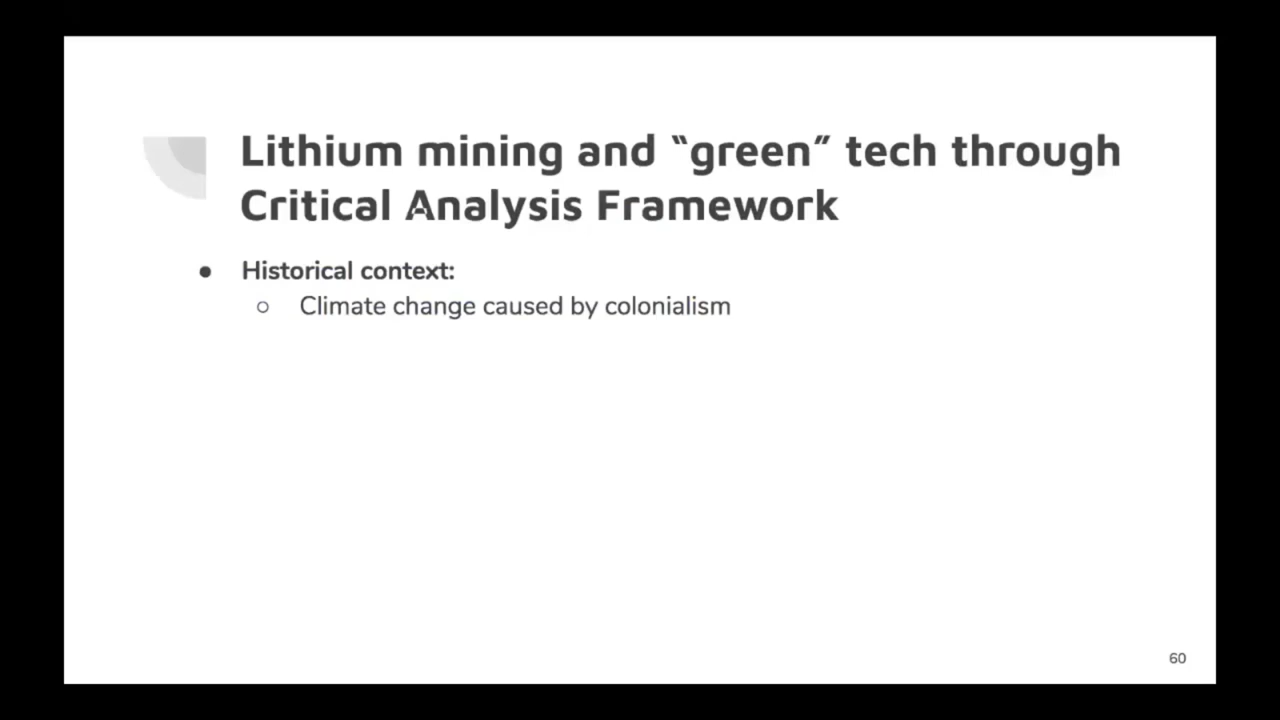 Lithium mining and “green” tech through
Critical Analysis Framework
● Historical context:
○ Climate change caused by colonialism
60